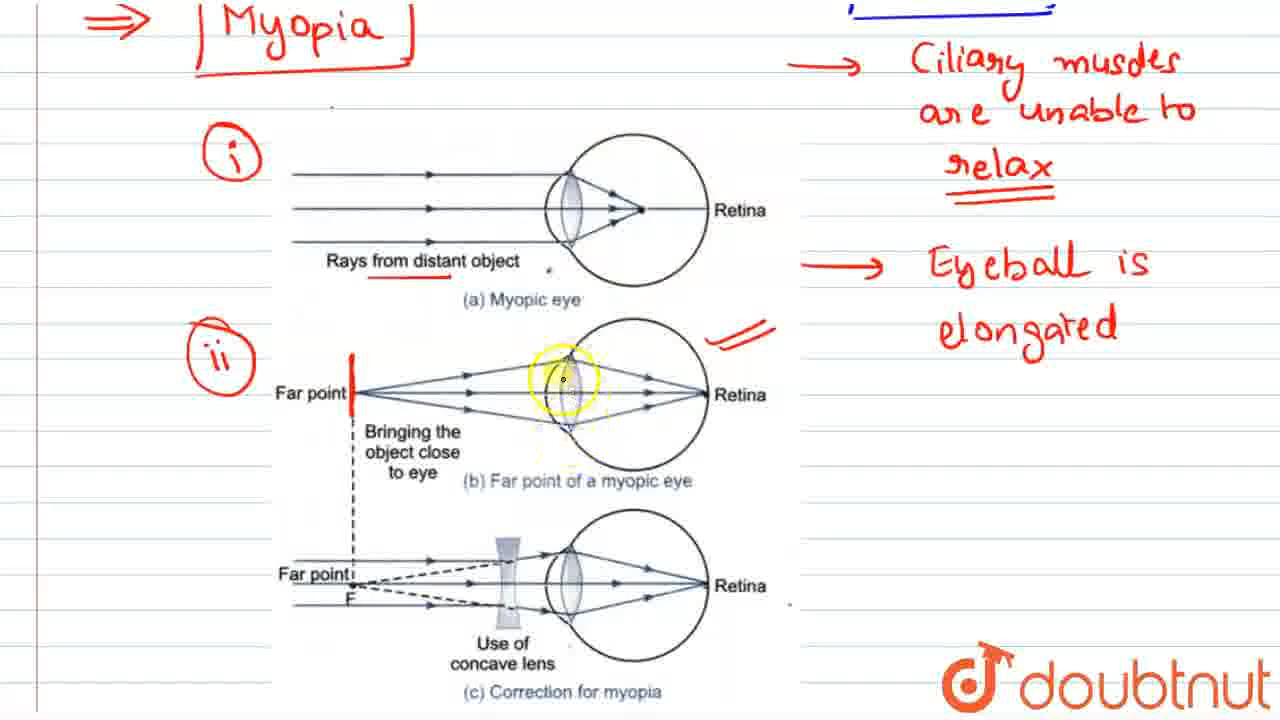 ⇒ Myopia
→ Ciliary muscles
are unable to
relax
i
Retina
Rays from distant object
(a) Myopic eye
→ Eyeball is
elongated
ii
Far point
Retina
Bringing the
object close
to eye
(b) Far point of a myopic eye
Far point
F
Retina
Use of
concave lens
(c) Correction for myopia
doubtnut